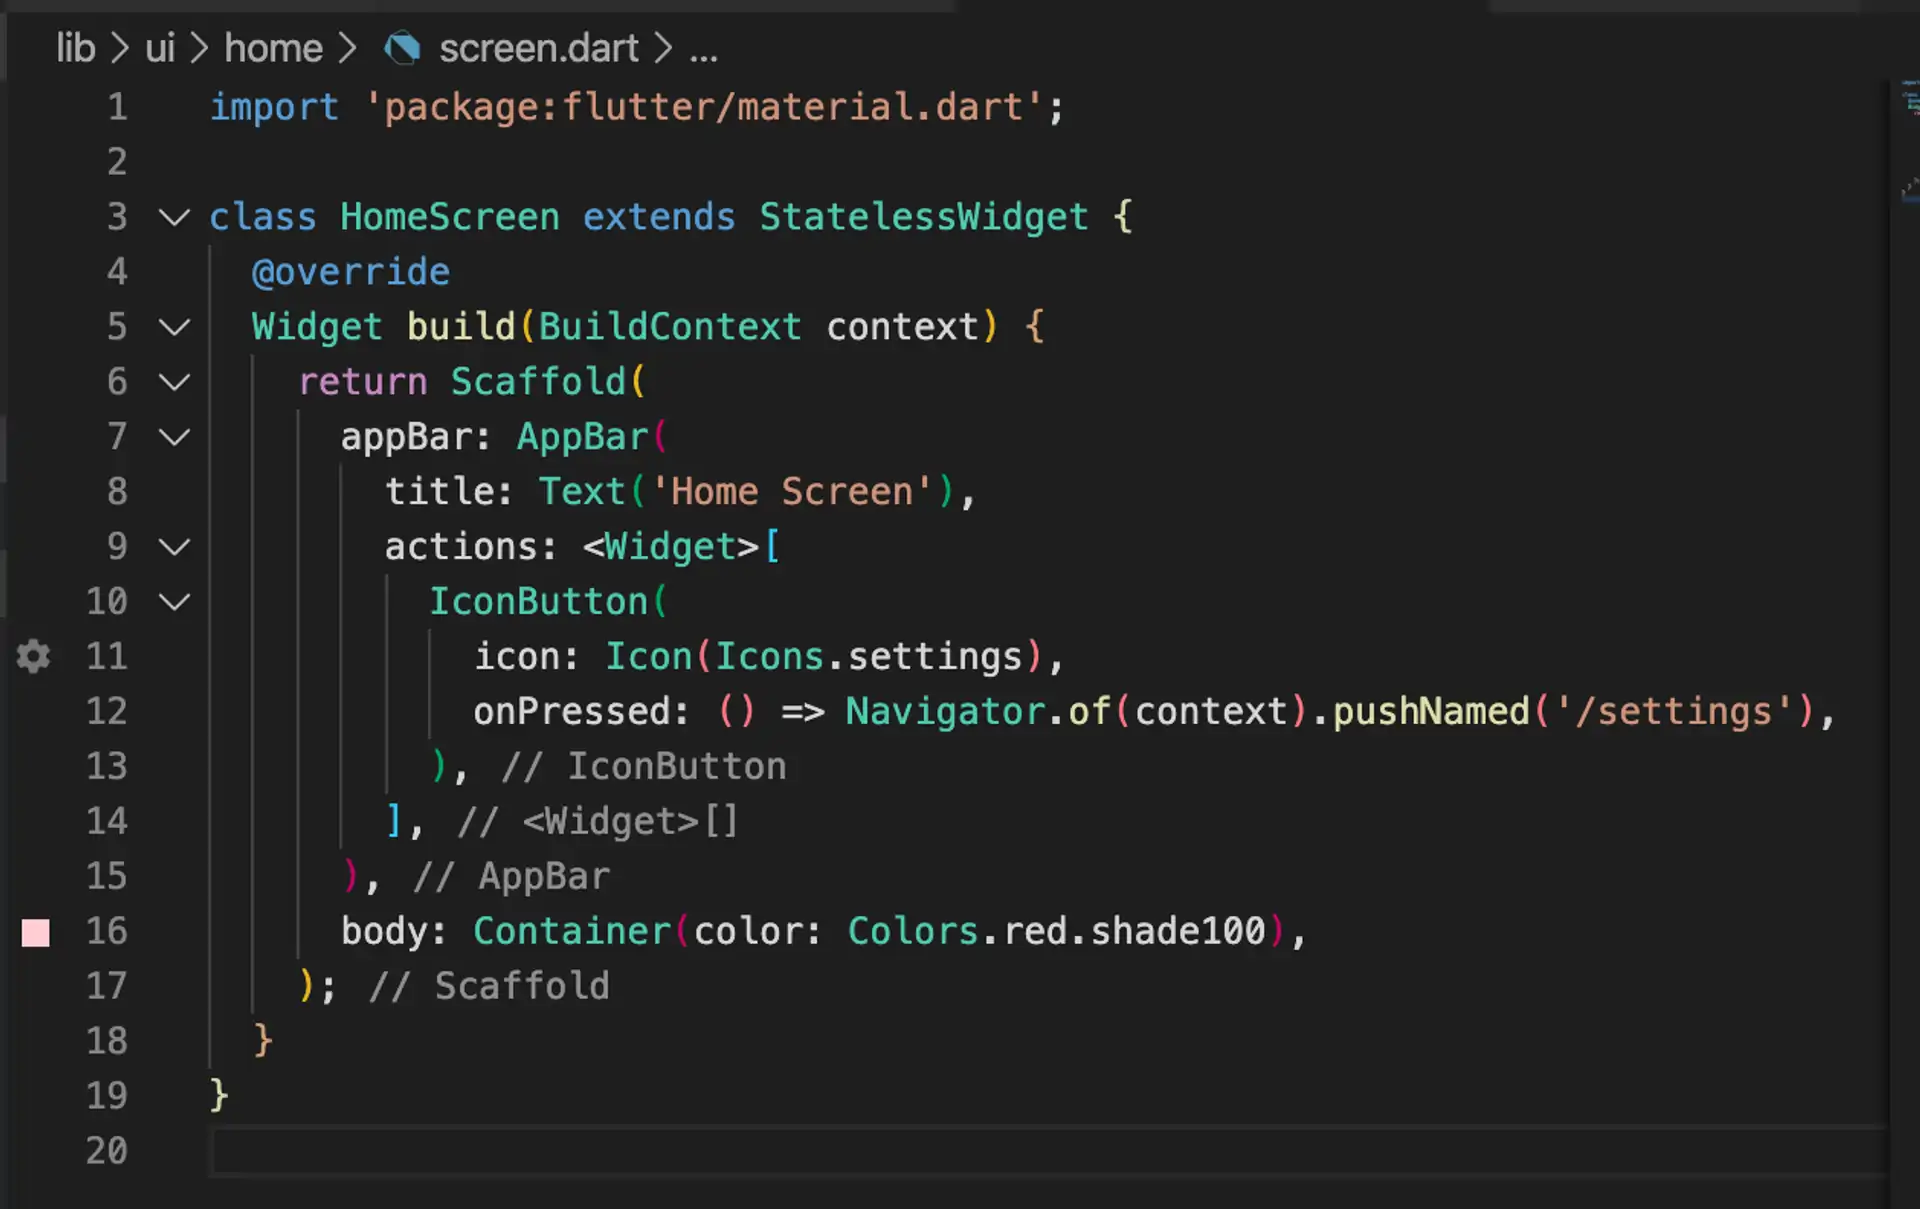 lib > ui > home > screen.dart > ...
1 import 'package:flutter/material.dart';
2
3 class HomeScreen extends StatelessWidget {
4 @override
5 Widget build(BuildContext context) {
6 return Scaffold(
7 appBar: AppBar(
8 title: Text('Home Screen'),
9 actions: <Widget>[
10 IconButton(
11 icon: Icon(Icons.settings),
12 onPressed: () => Navigator.of(context).pushNamed('/settings'),
13 ), // IconButton
14 ], // <Widget>[]
15 ), // AppBar
16 body: Container(color: Colors.red.shade100),
17 ); // Scaffold
18 }
19 }
20